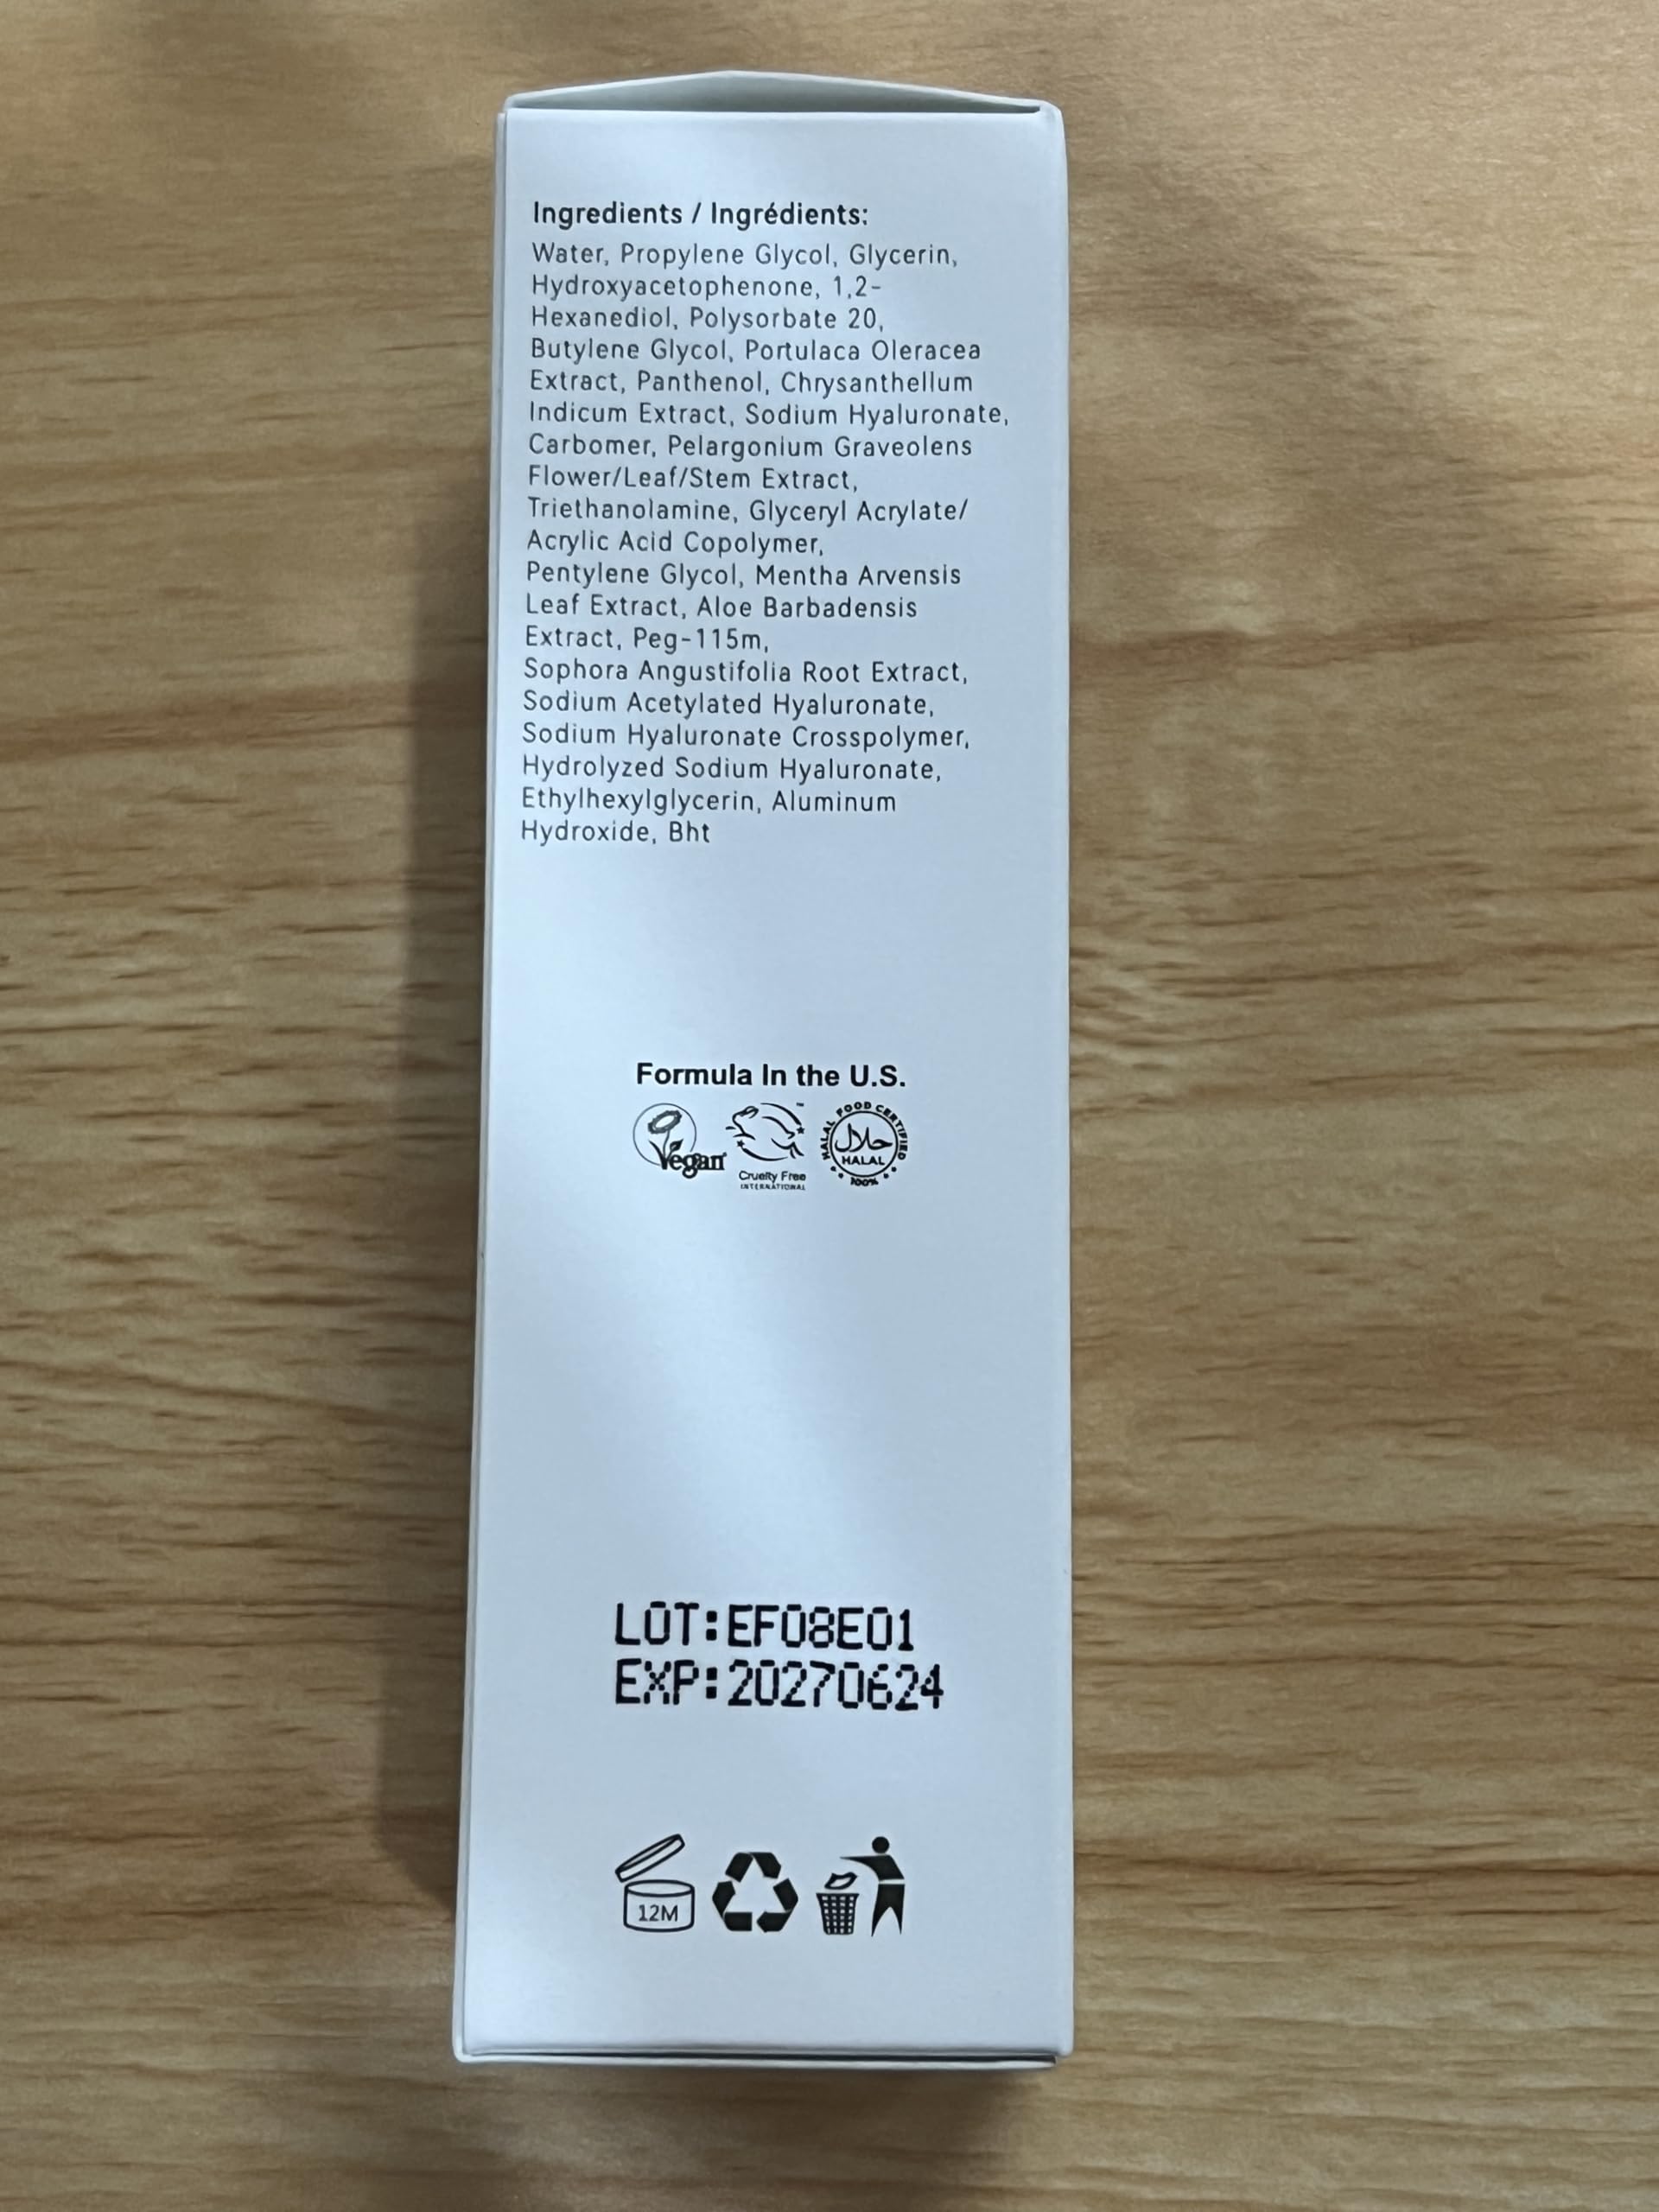 Ingredients / Ingrédients:
Water, Propylene Glycol, Glycerin,
Hydroxyacetophenone, 1,2-
Hexanediol, Polysorbate 20,
Butylene Glycol, Portulaca Oleracea
Extract, Panthenol, Chrysanthellum
Indicum Extract, Sodium Hyaluronate,
Carbomer, Pelargonium Graveolens
Flower/Leaf/Stem Extract,
Triethanolamine, Glyceryl Acrylate/
Acrylic Acid Copolymer,
Pentylene Glycol, Mentha Arvensis
Leaf Extract, Aloe Barbadensis
Extract, Peg-115m,
Sophora Angustifolia Root Extract,
Sodium Acetylated Hyaluronate,
Sodium Hyaluronate Crosspolymer,
Hydrolyzed Sodium Hyaluronate,
Ethylhexylglycerin, Aluminum
Hydroxide, Bht
Formula In the U.S.
Vegan
™
Cruelty Free
INTERNATIONAL
HALAL FOOD CERTIFIED
حلال
HALAL
100%
LOT:EF08E01
EXP:20270624
12M